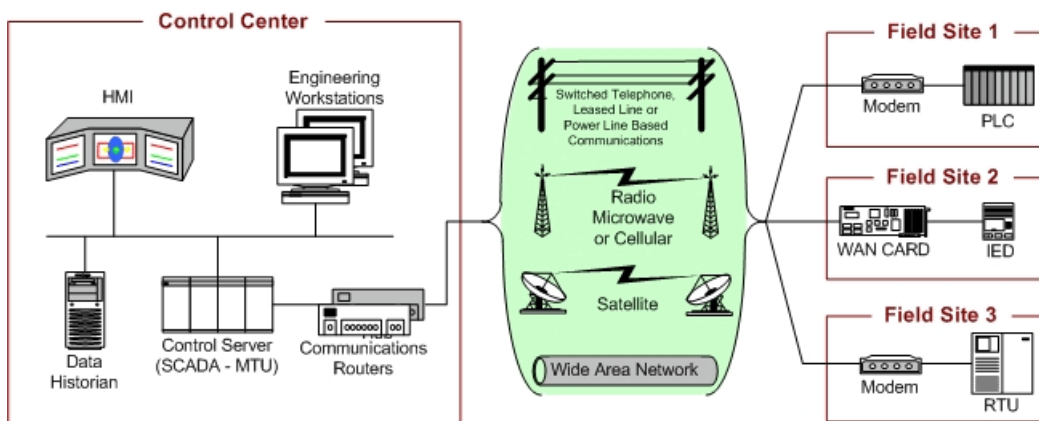 Control Center
HMI
Engineering
Workstations
Data
Historian
Control Server
(SCADA - MTU)
Communications
Routers
Switched Telephone,
Leased Line or
Power Line Based
Communications
Radio
Microwave
or Cellular
Satellite
Wide Area Network
Field Site 1
Modem
PLC
Field Site 2
WAN CARD
IED
Field Site 3
Modem
RTU